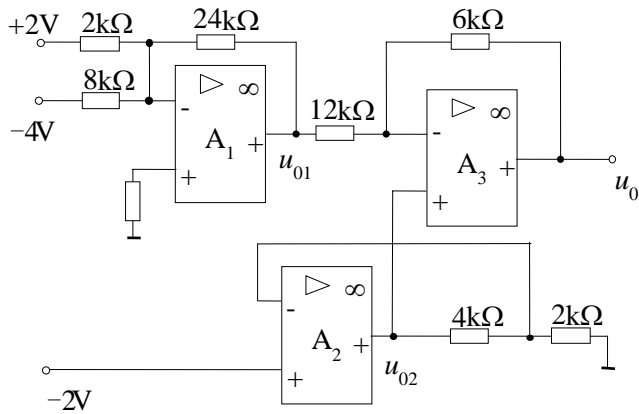 +2V 2kΩ 24kΩ 6kΩ
8kΩ ▷ ∞ 12kΩ ▷ ∞
−4V - A1 + u01 - A3 + u0
+ +
▷ ∞
- A2 + 4kΩ 2kΩ
+ u02
−2V